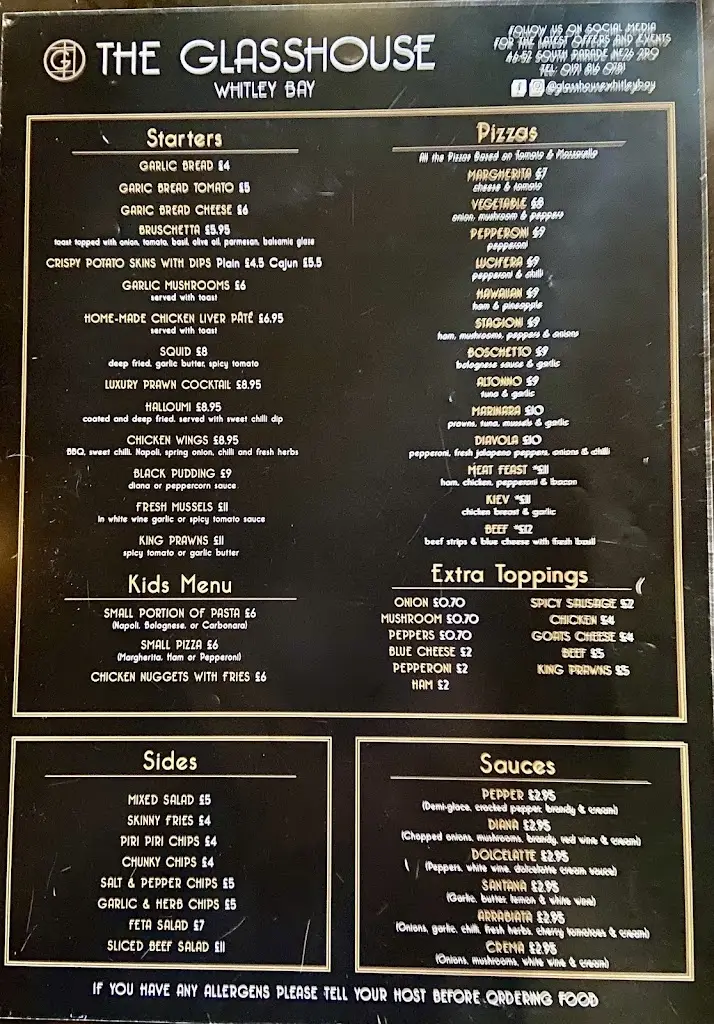 GH THE GLASSHOUSE
WHITLEY BAY
FOLLOW US ON SOCIAL MEDIA
FOR THE LATEST OFFERS AND EVENTS
46-52 SOUTH PARADE NE26 2RQ
TEL: 0191 816 0781
@glasshousewhitleybay
Starters
GARLIC BREAD £4
GARIC BREAD TOMATO £5
GARIC BREAD CHEESE £6
BRUSCHETTA £5.95
toast topped with onion, tomato, basil, olive oil, parmesan, balsamic glase
CRISPY POTATO SKINS WITH DIPS Plain £4.5 Cajun £5.5
GARLIC MUSHROOMS £6
served with toast
HOME-MADE CHICKEN LIVER PÂTÉ £6.95
served with toast
SQUID £8
deep fried, garlic butter, spicy tomato
LUXURY PRAWN COCKTAIL £8.95
HALLOUMI £8.95
coated and deep fried, served with sweet chilli dip
CHICKEN WINGS £8.95
BBQ, sweet chilli, Napoli, spring onion, chilli and fresh herbs
BLACK PUDDING £9
diana or peppercorn sauce
FRESH MUSSELS £11
In white wine garlic or spicy tomato sauce
KING PRAWNS £11
spicy tomato or garlic butter
Kids Menu
SMALL PORTION OF PASTA £6
(Napoli, Bolognese, or Carbonara)
SMALL PIZZA £6
(Margherita, Ham or Pepperoni)
CHICKEN NUGGETS WITH FRIES £6
Pizzas
All the Pizzas Based on Tomato & Mozzarella
MARGHERITA £7
cheese & tomato
VEGETABLE £8
onion, mushroom & peppers
PEPPERONI £9
pepperoni
LUCIFERA £9
pepperoni & chilli
HAWAIIAN £9
ham & pineapple
STAGIONI £9
ham, mushrooms, peppers & onions
BOSCHETTO £9
bolognese sauce & garlic
ALTONNO £9
tuna & garlic
MARINARA £10
prawns, tuna, mussels & garlic
DIAVOLA £10
pepperoni, fresh jalapeno peppers, onions & chilli
MEAT FEAST *£11
ham, chicken, pepperoni & bacon
KIEV *£11
chicken breast & garlic
BEEF *£12
beef strips & blue cheese with fresh basil
Extra Toppings
ONION £0.70
MUSHROOM £0.70
PEPPERS £0.70
BLUE CHEESE £2
PEPPERONI £2
HAM £2
SPICY SAUSAGE £2
CHICKEN £4
GOATS CHEESE £4
BEEF £5
KING PRAWNS £5
Sides
MIXED SALAD £5
SKINNY FRIES £4
PIRI PIRI CHIPS £4
CHUNKY CHIPS £4
SALT & PEPPER CHIPS £5
GARLIC & HERB CHIPS £5
FETA SALAD £7
SLICED BEEF SALAD £11
Sauces
PEPPER £2.95
(Demi-glace, cracked pepper, brandy & cream)
DIANA £2.95
(Chopped onions, mushrooms, brandy, red wine & cream)
DOLCELATTE £2.95
(Peppers, white wine, dolcelatte cream sauce)
SANTANA £2.95
(Garlic, butter, lemon & white wine)
ARRABIATA £2.95
(Onions, garlic, chilli, fresh herbs, cherry tomatoes & cream)
CREMA £2.95
(Onions, mushrooms, white wine & cream)
IF YOU HAVE ANY ALLERGENS PLEASE TELL YOUR HOST BEFORE ORDERING FOOD